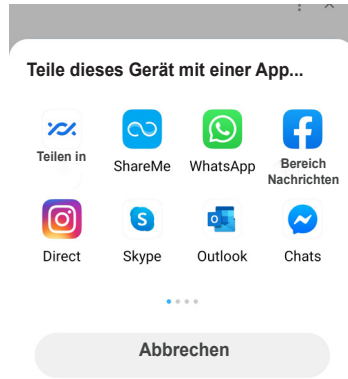 Teile dieses Gerät mit einer App...
Teilen in
ShareMe
WhatsApp
Bereich
Nachrichten
Direct
Skype
Outlook
Chats
Abbrechen